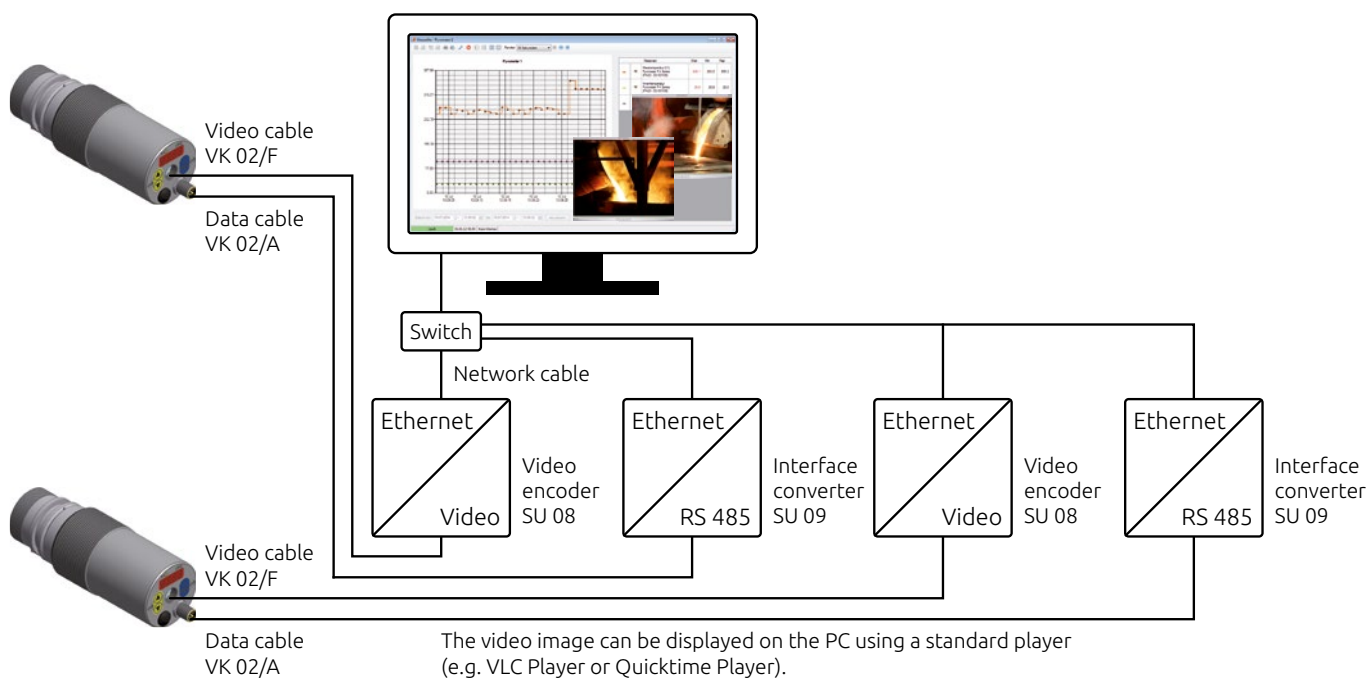 Video cable
VK 02/F
Data cable
VK 02/A
Pyrometer 1
Switch
Network cable
Ethernet
Video
Video
encoder
SU 08
Ethernet
RS 485
Interface
converter
SU 09
Ethernet
Video
Video
encoder
SU 08
Ethernet
RS 485
Interface
converter
SU 09
Video cable
VK 02/F
Data cable
VK 02/A
The video image can be displayed on the PC using a standard player
(e.g. VLC Player or Quicktime Player).